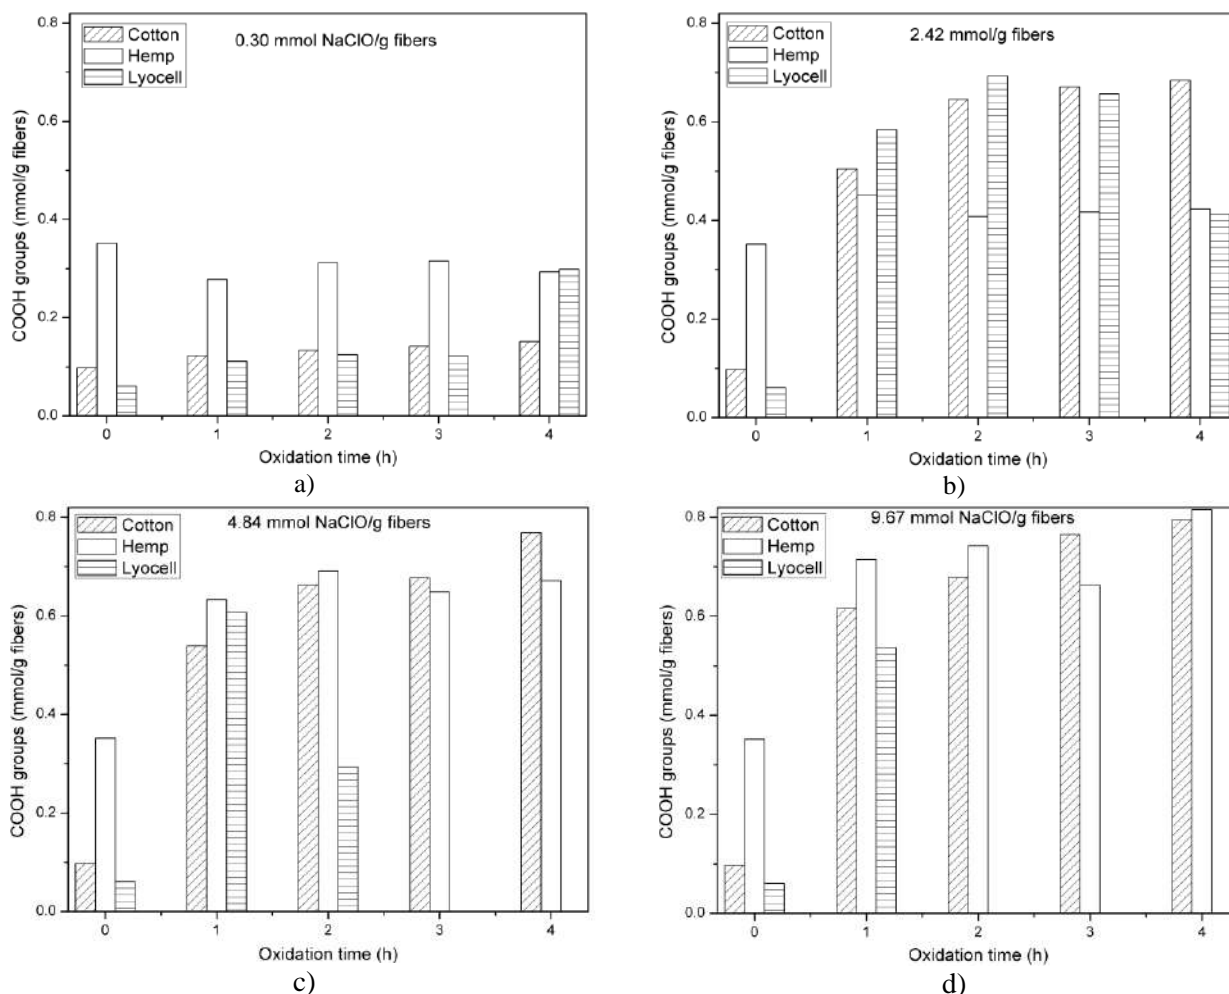 0.8
0.6
0.4
0.2
0.0
COOH groups (mmol/g fibers)
Cotton
Hemp
Lyocell
0.30 mmol NaClO/g fibers
0 1 2 3 4
Oxidation time (h)
a)
0.8
0.6
0.4
0.2
0.0
COOH groups (mmol/g fibers)
Cotton
Hemp
Lyocell
2.42 mmol/g fibers
0 1 2 3 4
Oxidation time (h)
b)
0.8
0.6
0.4
0.2
0.0
COOH groups (mmol/g fibers)
Cotton
Hemp
Lyocell
4.84 mmol NaClO/g fibers
0 1 2 3 4
Oxidation time (h)
c)
0.8
0.6
0.4
0.2
0.0
COOH groups (mmol/g fibers)
Cotton
Hemp
Lyocell
9.67 mmol NaClO/g fibers
0 1 2 3 4
Oxidation time (h)
d)